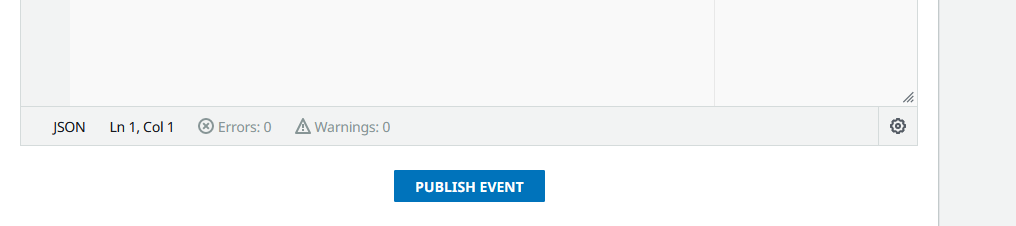 JSON Ln 1, Col 1 Errors: 0 Warnings: 0
PUBLISH EVENT